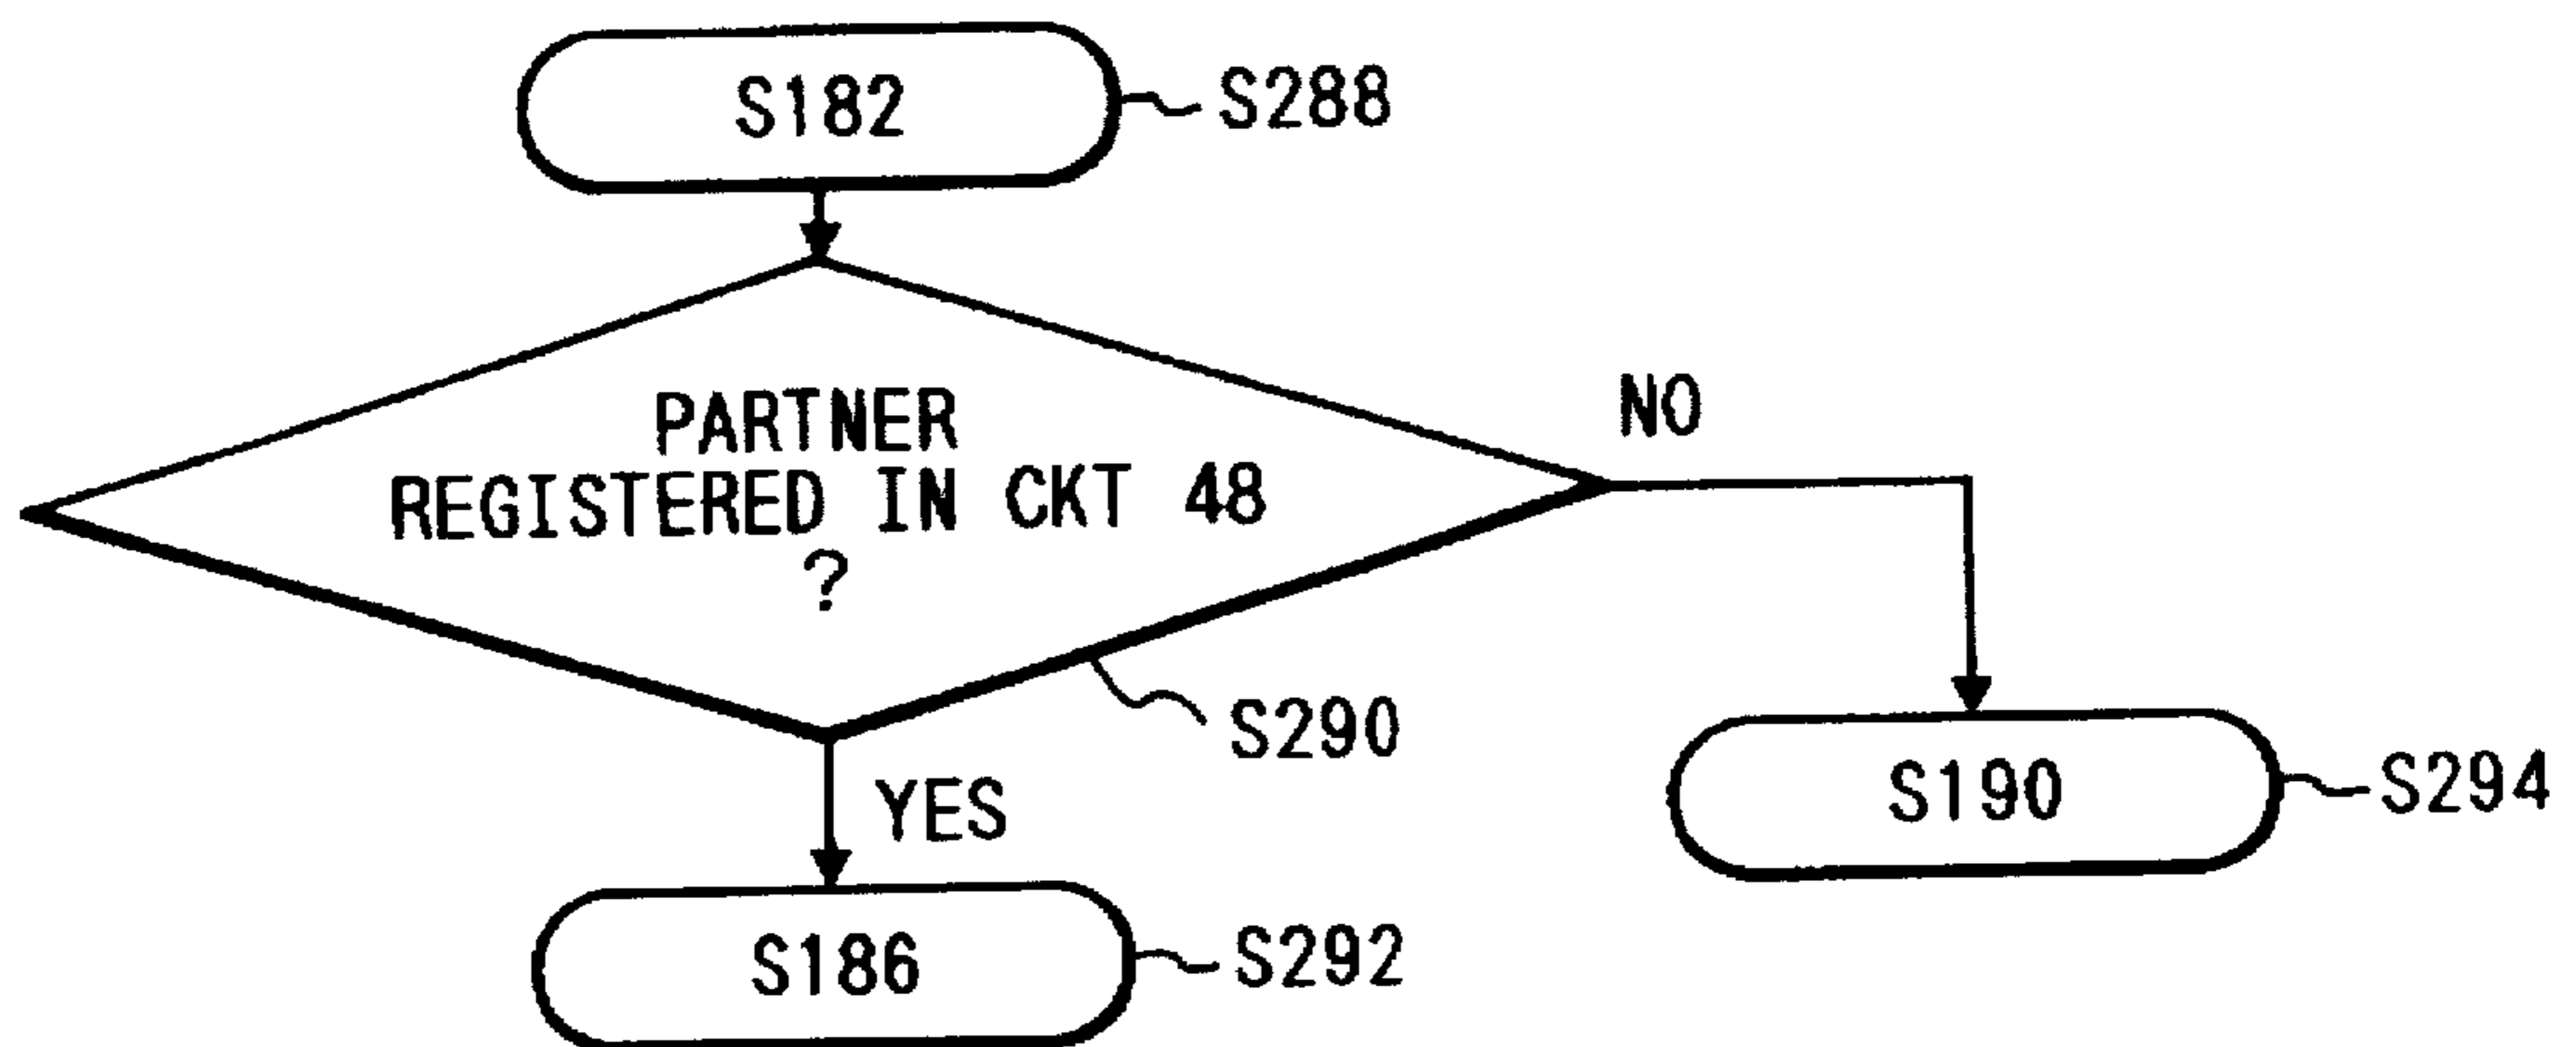 S182
S288
PARTNER
REGISTERED IN CKT 48
?
NO
S290
YES
S190
S294
S186
S292